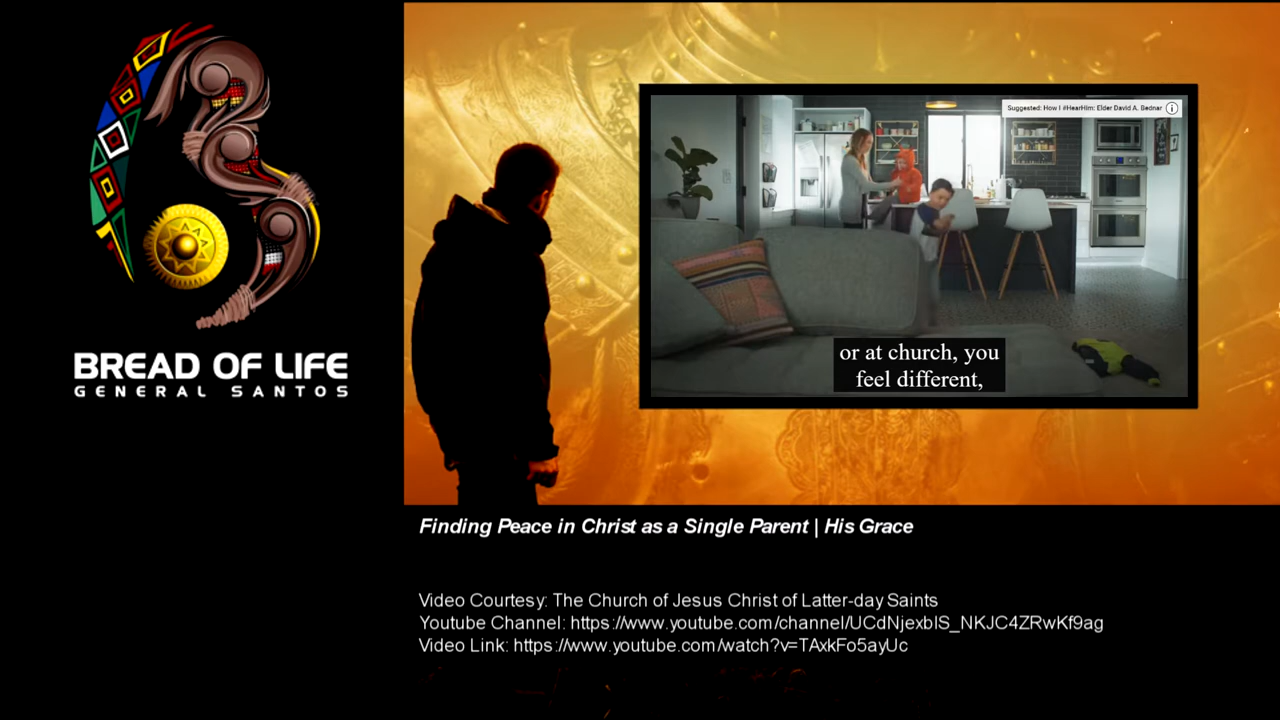 BREAD OF LIFE
GENERAL SANTOS
Suggested: How I #HearHim: Elder David A. Bednar
or at church, you
feel different,
Finding Peace in Christ as a Single Parent | His Grace
Video Courtesy: The Church of Jesus Christ of Latter-day Saints
Youtube Channel: https://www.youtube.com/channel/UCdNjexbIS_NKJC4ZRwKf9ag
Video Link: https://www.youtube.com/watch?v=TAxkFo5ayUc